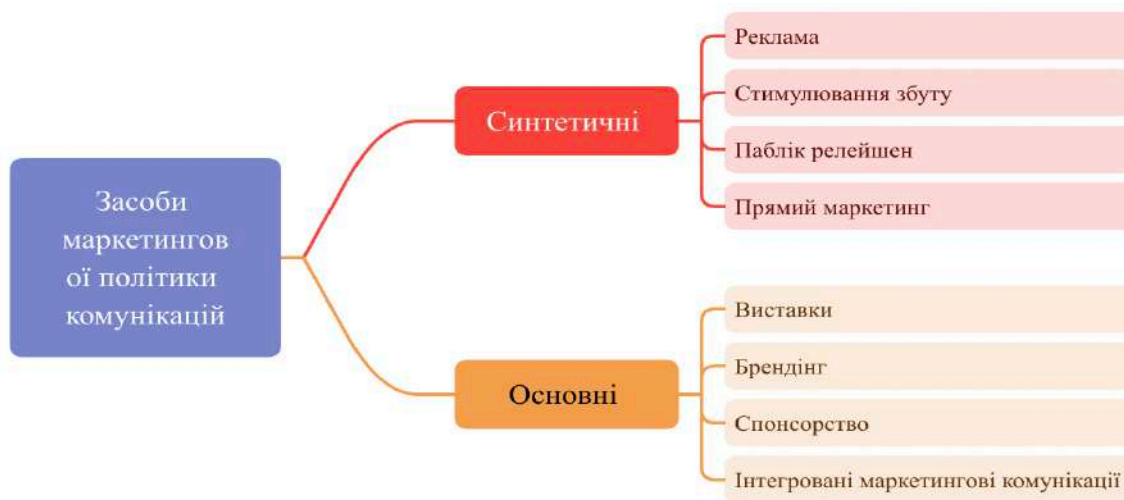 Засоби
маркетингов
ої політики
комунікацій
Синтетичні
Реклама
Стимулювання збуту
Паблік релейшен
Прямий маркетинг
Основні
Виставки
Брендінг
Спонсорство
Інтегровані маркетингові комунікації